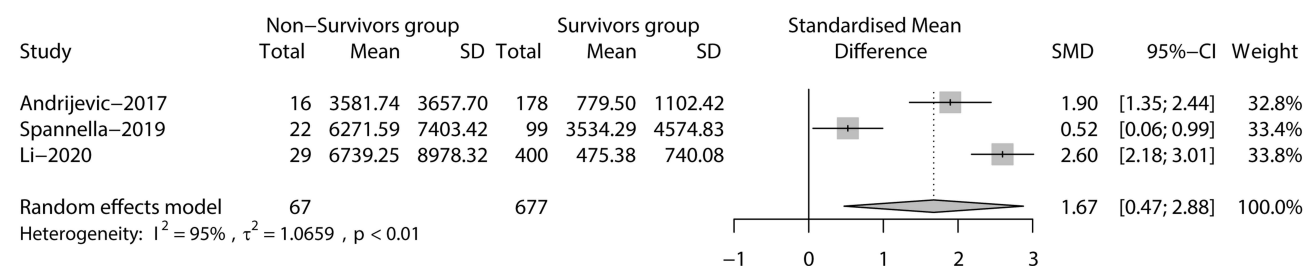 Non−Survivors group Survivors group Standardised Mean
Study Total Mean SD Total Mean SD Difference SMD 95%−CI Weight
Andrijevic−2017 16 3581.74 3657.70 178 779.50 1102.42 1.90 [1.35; 2.44] 32.8%
Spannella−2019 22 6271.59 7403.42 99 3534.29 4574.83 0.52 [0.06; 0.99] 33.4%
Li−2020 29 6739.25 8978.32 400 475.38 740.08 2.60 [2.18; 3.01] 33.8%
Random effects model 67 677 1.67 [0.47; 2.88] 100.0%
Heterogeneity: I² = 95% , τ² = 1.0659 , p < 0.01
−1 0 1 2 3